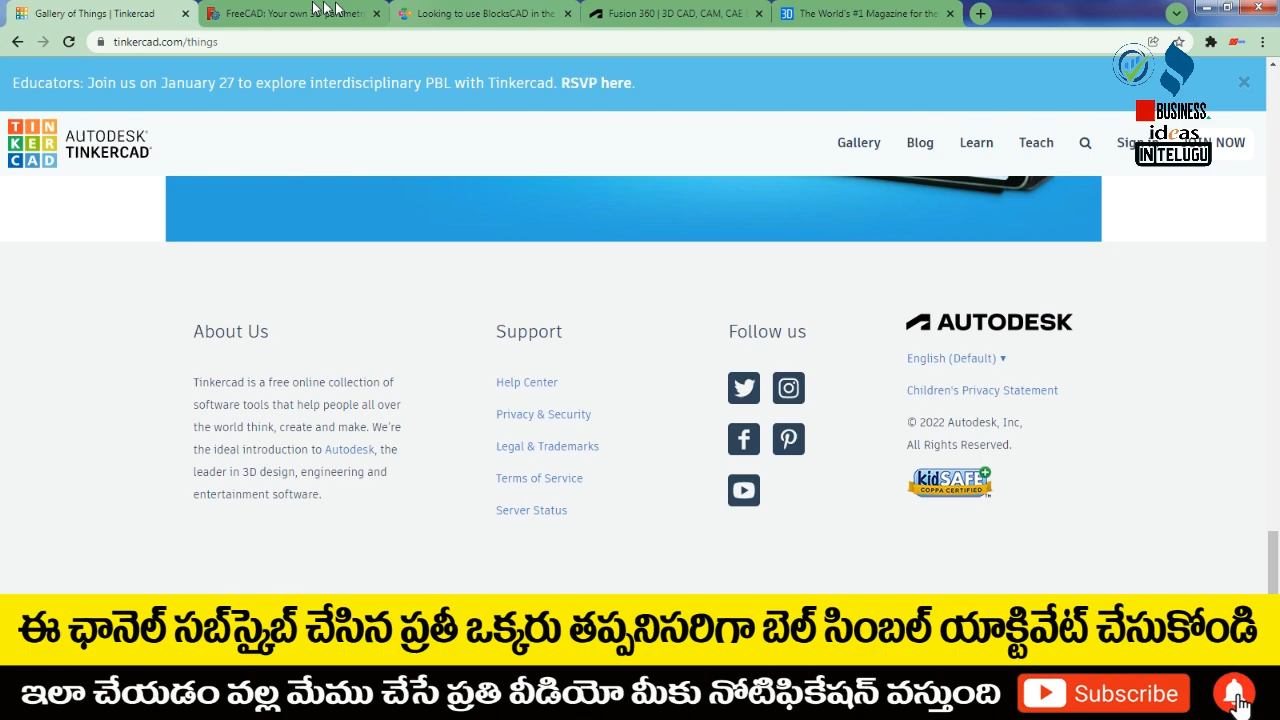 Gallery of Things | Tinkercad
FreeCAD: Your own 3D parametri
Looking to use BlocksCAD in the
Fusion 360 | 3D CAD, CAM, CAE
The World's #1 Magazine for the
tinkercad.com/things
Educators: Join us on January 27 to explore interdisciplinary PBL with Tinkercad. RSVP here.
TIN
KER
CAD
AUTODESK
TINKERCAD
Gallery
Blog
Learn
Teach
JOIN NOW
BUSINESS
ideas
IN TELUGU
About Us
Tinkercad is a free online collection of
software tools that help people all over
the world think, create and make. We're
the ideal introduction to Autodesk, the
leader in 3D design, engineering and
entertainment software.
Support
Help Center
Privacy & Security
Legal & Trademarks
Terms of Service
Server Status
Follow us
AUTODESK
English (Default) ▾
Children's Privacy Statement
© 2022 Autodesk, Inc,
All Rights Reserved.
kidSAFE
COPPA CERTIFIED
ఈ ఛానెల్ సబ్‌స్క్రైబ్ చేసిన ప్రతీ ఒక్కరు తప్పనిసరిగా బెల్ సింబల్ యాక్టివేట్ చేసుకోండి
ఇలా చేయడం వల్ల మేము చేసే ప్రతి వీడియో మీకు నోటిఫికేషన్ వస్తుంది
Subscribe